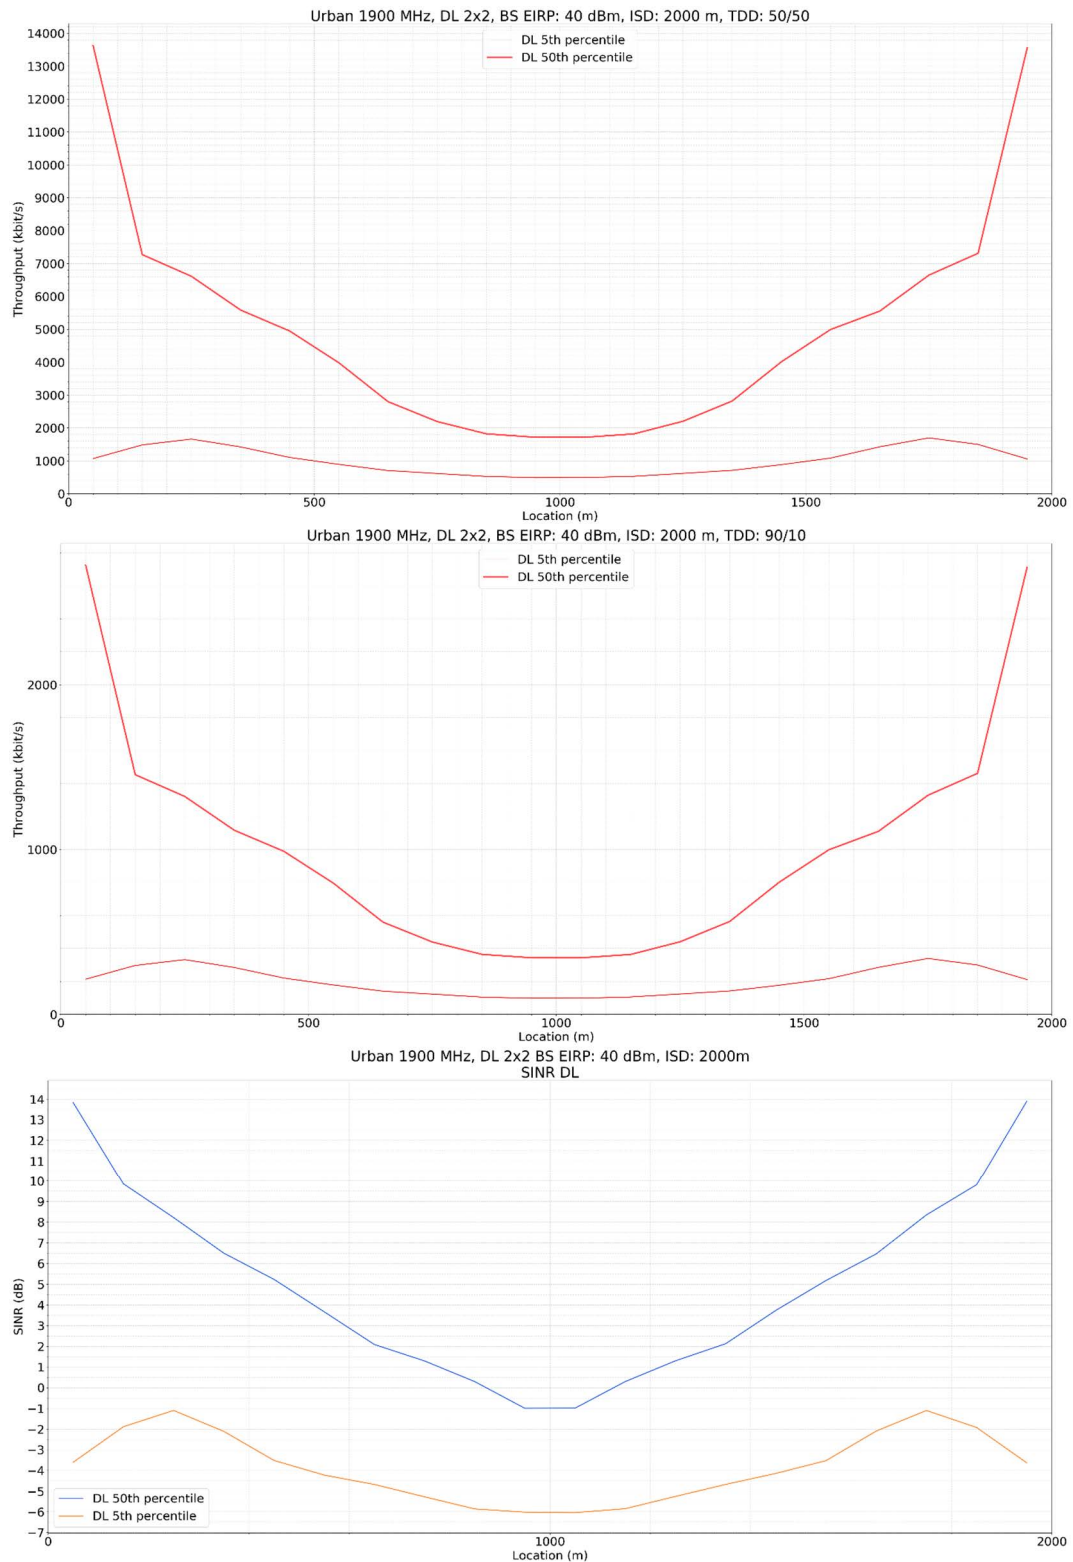 Urban 1900 MHz, DL 2x2, BS EIRP: 40 dBm, ISD: 2000 m, TDD: 50/50
DL 5th percentile
DL 50th percentile
14000
13000
12000
11000
10000
9000
8000
7000
6000
5000
4000
3000
2000
1000
0
Throughput (kbit/s)
0 500 1000 1500 2000
Location (m)
Urban 1900 MHz, DL 2x2, BS EIRP: 40 dBm, ISD: 2000 m, TDD: 90/10
DL 5th percentile
DL 50th percentile
2000
1000
0
Throughput (kbit/s)
0 500 1000 1500 2000
Location (m)
Urban 1900 MHz, DL 2x2 BS EIRP: 40 dBm, ISD: 2000m
SINR DL
14
13
12
11
10
9
8
7
6
5
4
3
2
1
0
−1
−2
−3
−4
−5
−6
−7
SINR (dB)
DL 50th percentile
DL 5th percentile
0 1000 2000
Location (m)